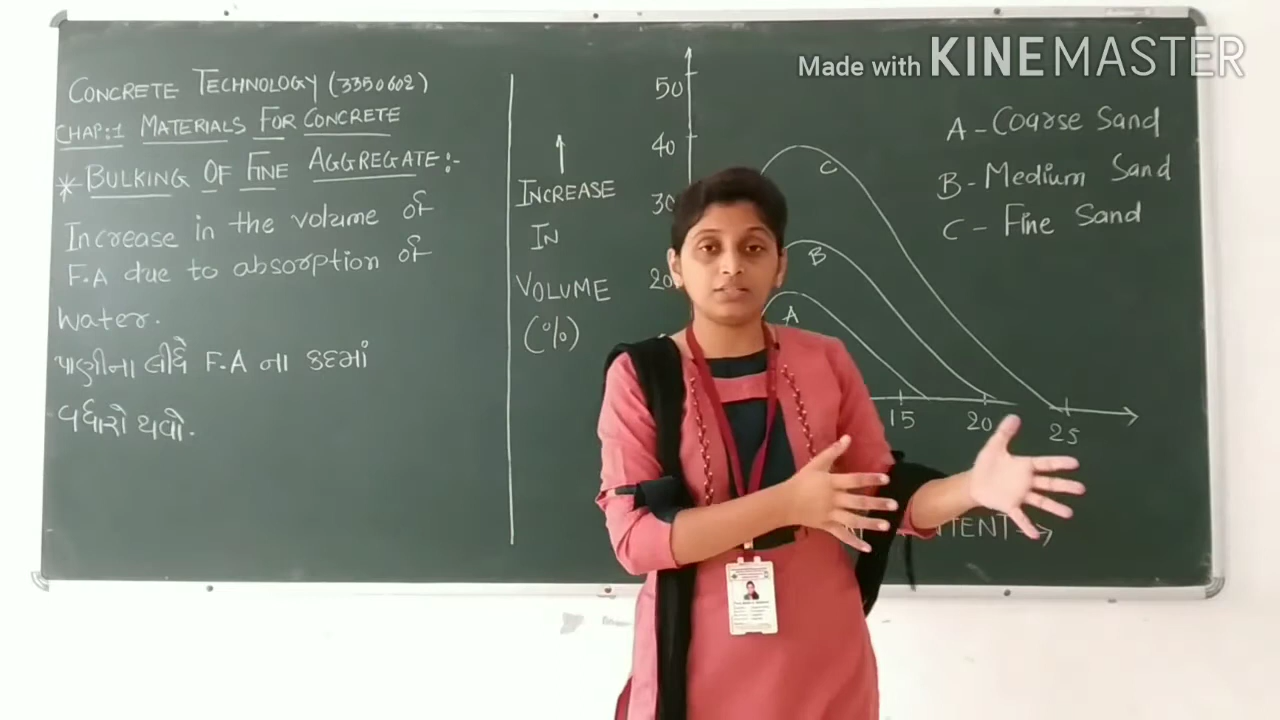 Made with KINEMASTER
CONCRETE TECHNOLOGY (3350602)
CHAP:1 MATERIALS FOR CONCRETE
* BULKING OF FINE AGGREGATE:-
Increase in the volume of
F.A due to absorption of
Water.
પાણીના લીધે F.A ના કદમાં
વધારો થવો.
INCREASE
IN
VOLUME
(%)
50
40
30
20
C
B
A
A - Coarse Sand
B - Medium Sand
C - Fine Sand
15
20
25